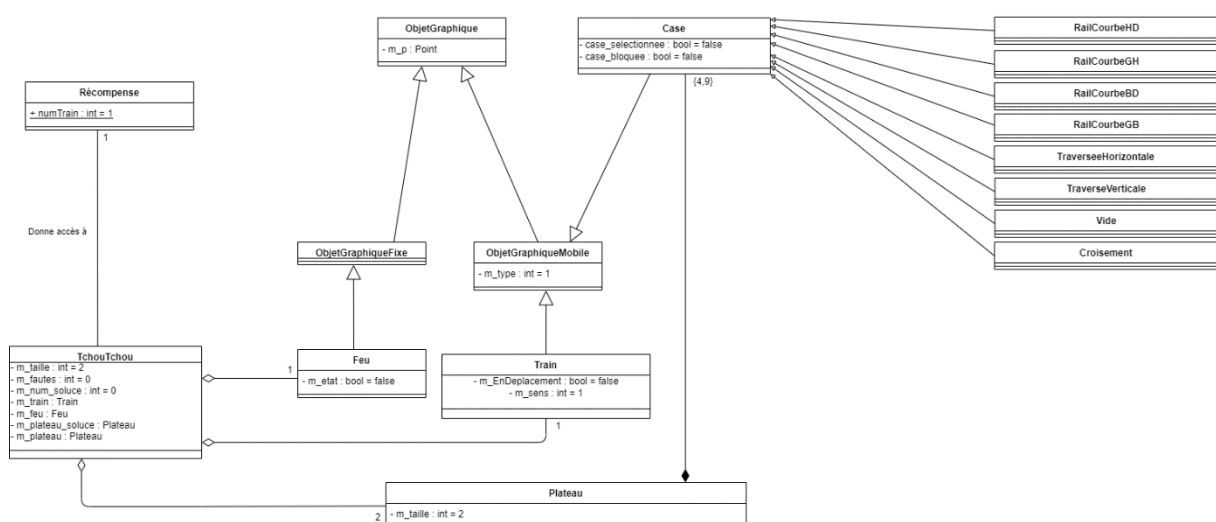 ObjetGraphique
- m_p : Point
Case
- case_selectionnee : bool = false
- case_bloquee : bool = false
{4,9}
RailCourbeHD
RailCourbeGH
RailCourbeBD
RailCourbeGB
TraverseeHorizontale
TraverseVerticale
Vide
Croisement
Récompense
+ numTrain : int = 1
1
Donne accès à
ObjetGraphiqueFixe
ObjetGraphiqueMobile
- m_type : int = 1
TchouTchou
- m_taille : int = 2
- m_fautes : int = 0
- m_num_soluce : int = 0
- m_train : Train
- m_feu : Feu
- m_plateau_soluce : Plateau
- m_plateau : Plateau
1
Feu
- m_etat : bool = false
Train
- m_EnDeplacement : bool = false
- m_sens : int = 1
1
1
Plateau
- m_taille : int = 2
2